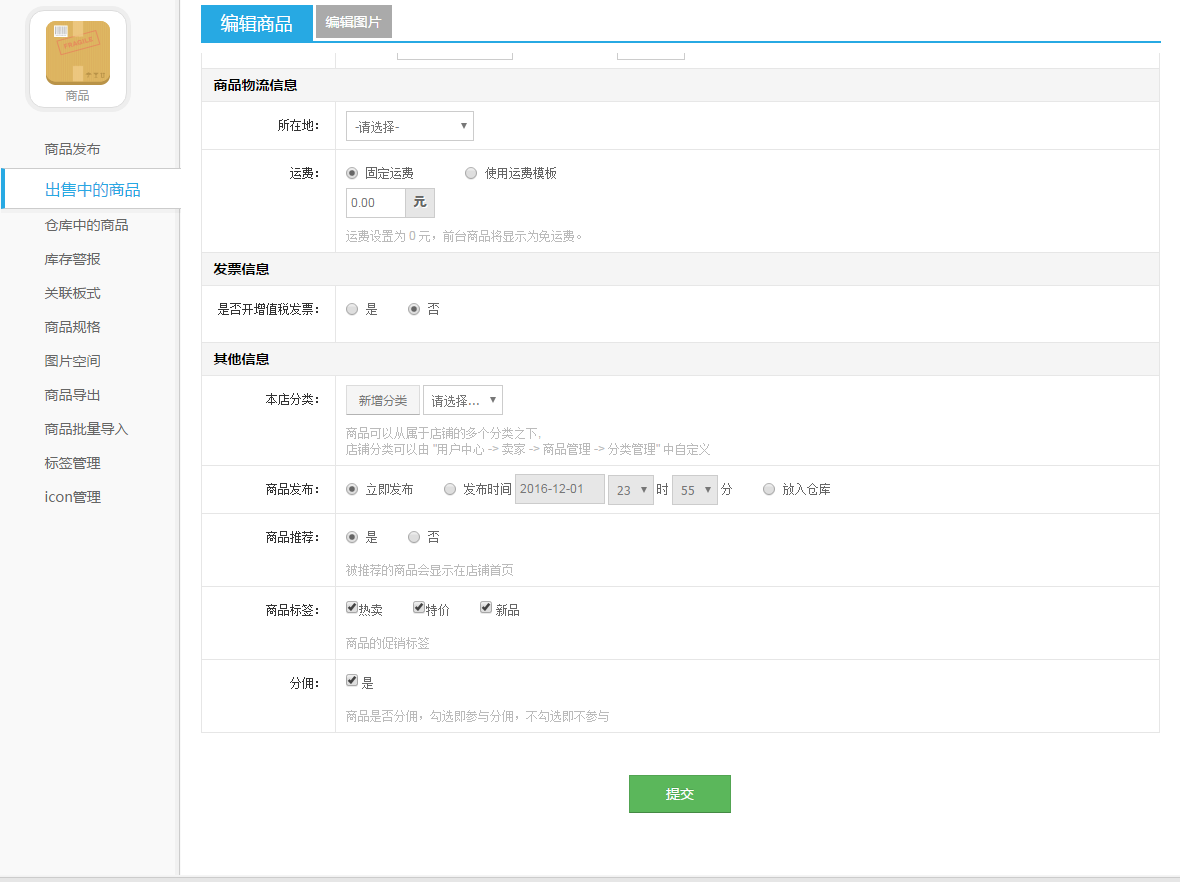 编辑商品 编辑图片
FRAGILE
商品
商品发布
出售中的商品
仓库中的商品
库存警报
关联板式
商品规格
图片空间
商品导出
商品批量导入
标签管理
icon管理
商品物流信息
所在地： -请选择-
运费： 固定运费 使用运费模板
0.00 元
运费设置为 0 元，前台商品将显示为免运费。
发票信息
是否开增值税发票： 是 否
其他信息
本店分类： 新增分类 请选择...
商品可以从属于店铺的多个分类之下,
店铺分类可以由 "用户中心 -> 卖家 -> 商品管理 -> 分类管理" 中自定义
商品发布： 立即发布 发布时间 2016-12-01 23 时 55 分 放入仓库
商品推荐： 是 否
被推荐的商品会显示在店铺首页
商品标签： 热卖 特价 新品
商品的促销标签
分佣： 是
商品是否分佣，勾选即参与分佣，不勾选即不参与
提交